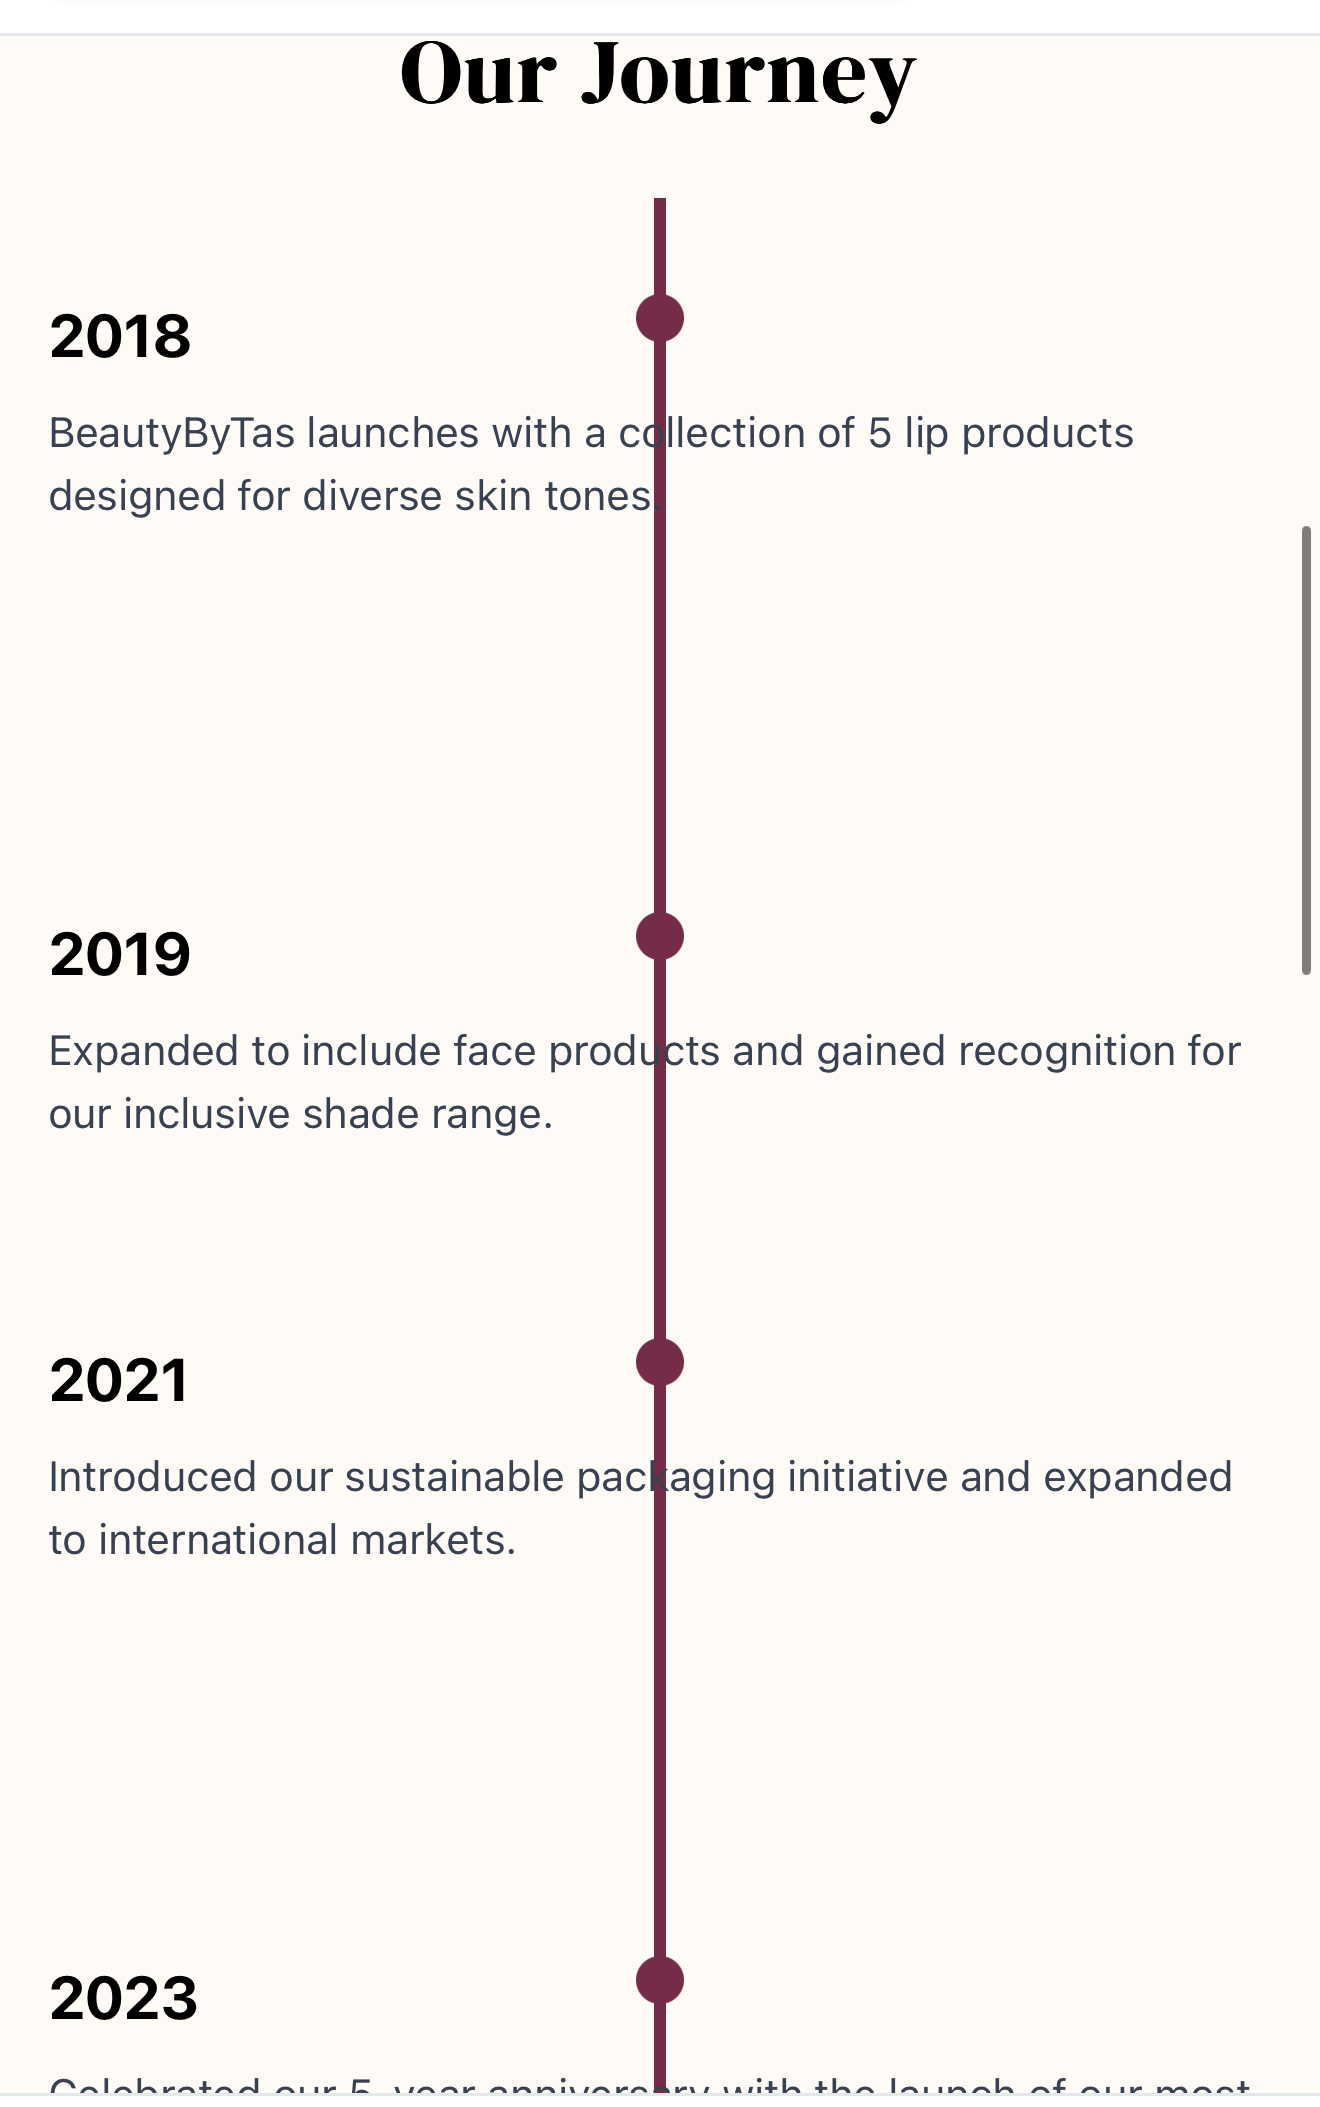 Our Journey
2018
BeautyByTas launches with a collection of 5 lip products
designed for diverse skin tones.
2019
Expanded to include face products and gained recognition for
our inclusive shade range.
2021
Introduced our sustainable packaging initiative and expanded
to international markets.
2023
Celebrated our 5-year anniversary with the launch of our most